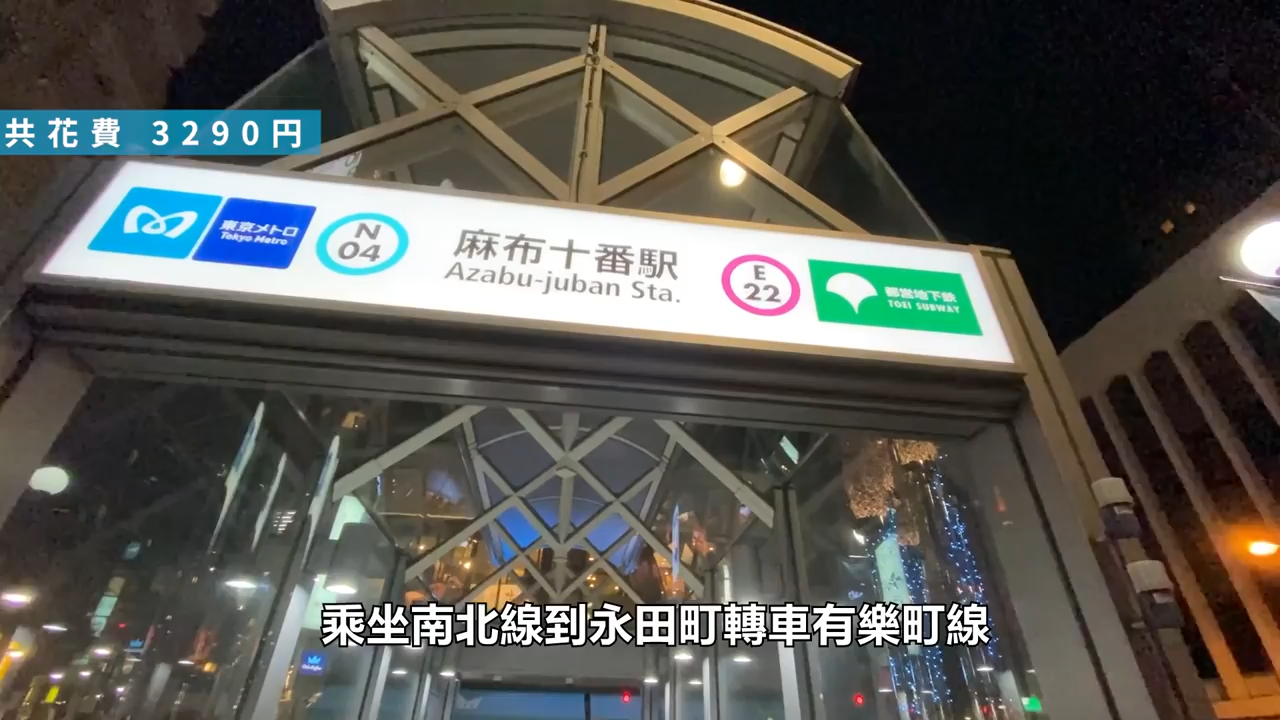 共花費 3290円
東京メトロ
Tokyo Metro
N
04
麻布十番駅
Azabu-juban Sta.
E
22
都営地下鉄
TOEI SUBWAY
乘坐南北線到永田町轉車有樂町線